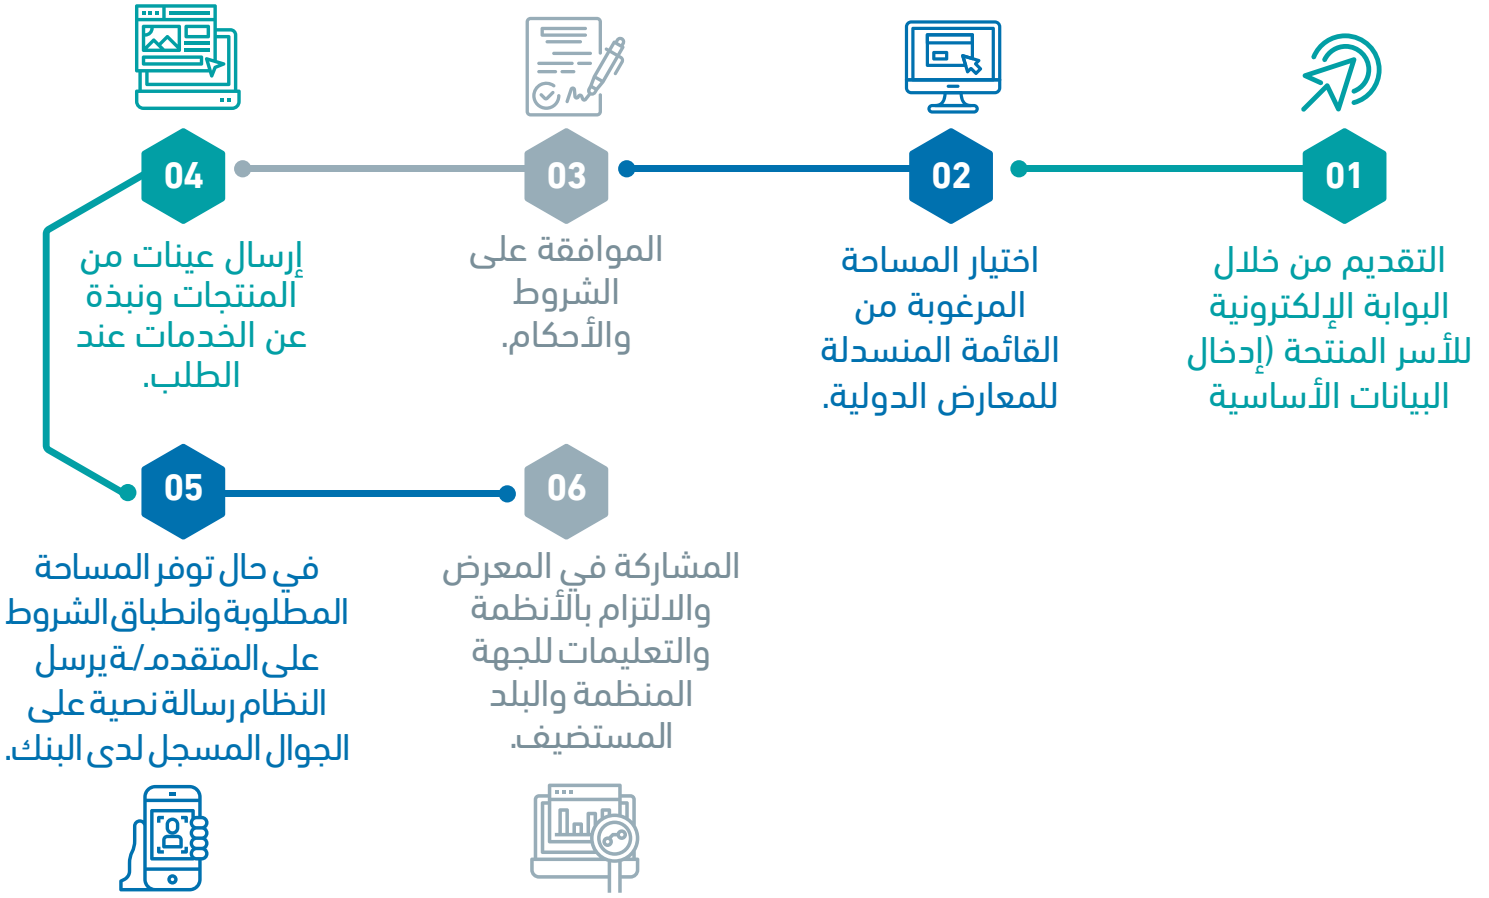 01
التقديم من خلال
البوابة الإلكترونية
للأسر المنتجة (إدخال
البيانات الأساسية
02
اختيار المساحة
المرغوبة من
القائمة المنسدلة
للمعارض الدولية.
03
الموافقة على
الشروط
والأحكام.
04
إرسال عينات من
المنتجات ونبذة
عن الخدمات عند
الطلب.
05
في حال توفر المساحة
المطلوبة وانطباق الشروط
على المتقدمـ/ـة يرسل
النظام رسالة نصية على
الجوال المسجل لدى البنك.
06
المشاركة في المعرض
والالتزام بالأنظمة
والتعليمات للجهة
المنظمة والبلد
المستضيف.